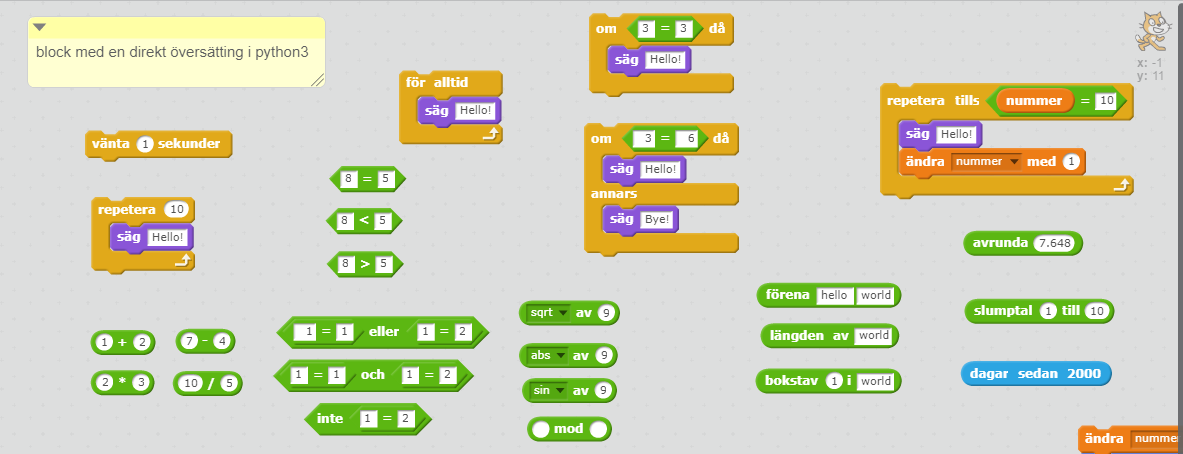 block med en direkt översätting i python3
om 3 = 3 då
säg Hello!
x: -1
y: 11
för alltid
säg Hello!
repetera tills nummer = 10
säg Hello!
ändra nummer med 1
vänta 1 sekunder
om 3 = 6 då
säg Hello!
annars
säg Bye!
8 = 5
8 < 5
8 > 5
repetera 10
säg Hello!
avrunda 7.648
förena hello world
slumptal 1 till 10
sqrt av 9
längden av world
1 + 2
7 - 4
1 = 1 eller 1 = 2
abs av 9
dagar sedan 2000
2 * 3
10 / 5
1 = 1 och 1 = 2
sin av 9
bokstav 1 i world
inte 1 = 2
mod
ändra